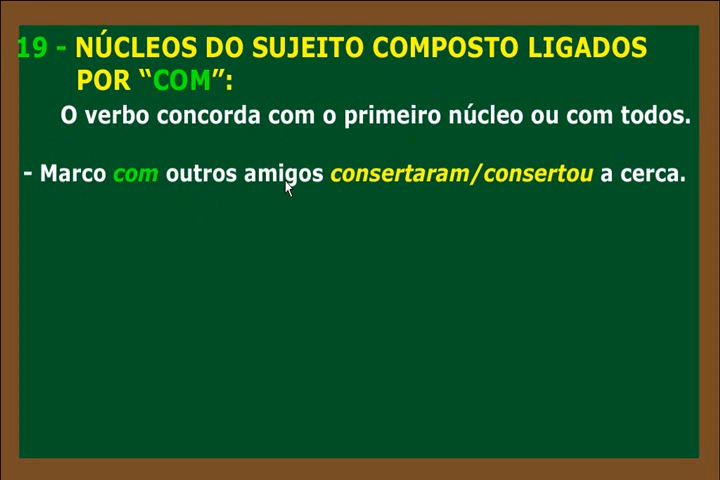 19 - NÚCLEOS DO SUJEITO COMPOSTO LIGADOS
POR “COM”:
O verbo concorda com o primeiro núcleo ou com todos.
- Marco com outros amigos consertaram/consertou a cerca.